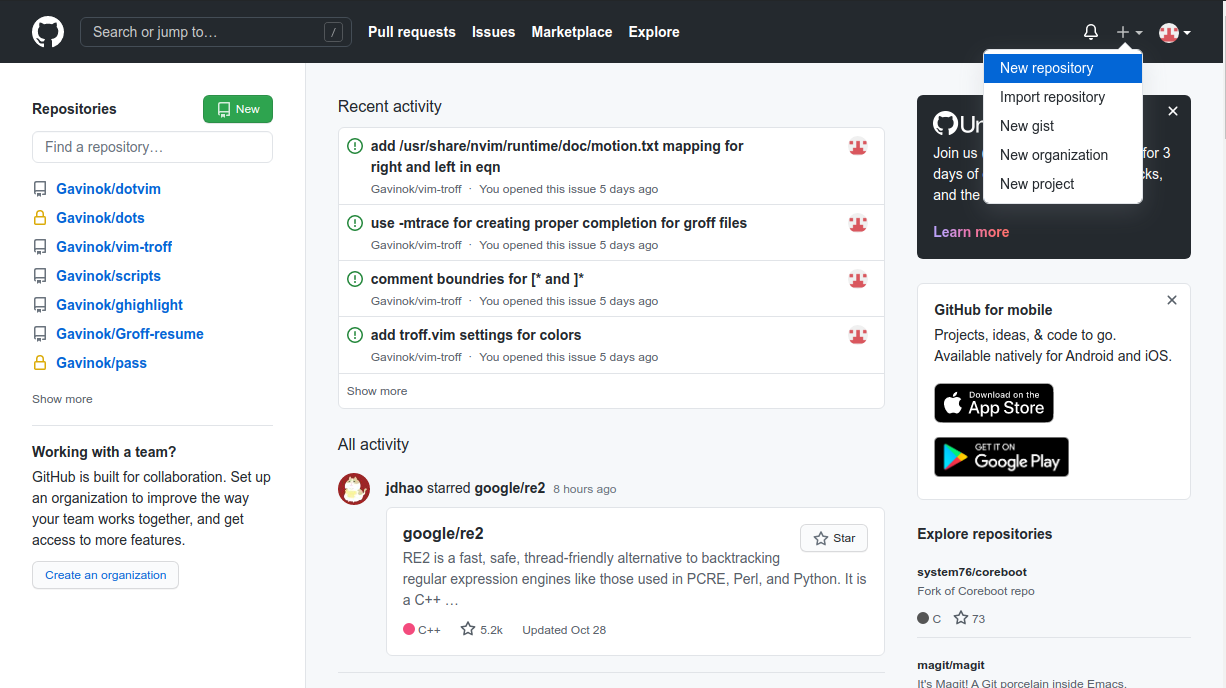 Search or jump to…
/
Pull requests
Issues
Marketplace
Explore
New repository
Import repository
New gist
New organization
New project
Repositories
New
Find a repository…
Gavinok/dotvim
Gavinok/dots
Gavinok/vim-troff
Gavinok/scripts
Gavinok/ghighlight
Gavinok/Groff-resume
Gavinok/pass
Show more
Working with a team?
GitHub is built for collaboration. Set up
an organization to improve the way
your team works together, and get
access to more features.
Create an organization
Recent activity
add /usr/share/nvim/runtime/doc/motion.txt mapping for
right and left in eqn
Gavinok/vim-troff · You opened this issue 5 days ago
use -mtrace for creating proper completion for groff files
Gavinok/vim-troff · You opened this issue 5 days ago
comment boundries for [* and ]*
Gavinok/vim-troff · You opened this issue 5 days ago
add troff.vim settings for colors
Gavinok/vim-troff · You opened this issue 5 days ago
Show more
All activity
jdhao starred google/re2 8 hours ago
google/re2
Star
RE2 is a fast, safe, thread-friendly alternative to backtracking
regular expression engines like those used in PCRE, Perl, and Python. It is
a C++ …
C++ 5.2k Updated Oct 28
Join us for 3
days of
and the
Learn more
GitHub for mobile
Projects, ideas, & code to go.
Available natively for Android and iOS.
Download on the
App Store
GET IT ON
Google Play
Explore repositories
system76/coreboot
Fork of Coreboot repo
C 73
magit/magit
It's Magit! A Git porcelain inside Emacs.